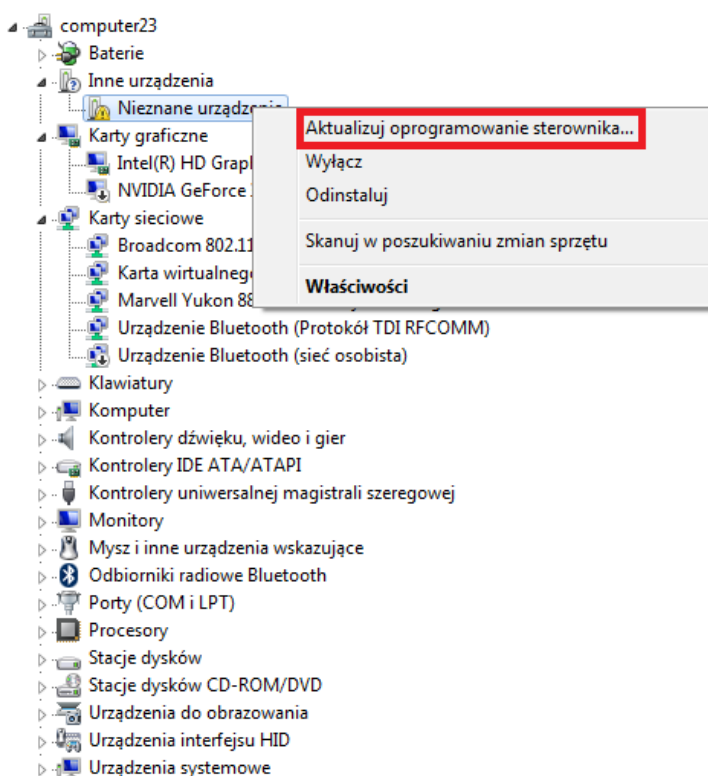 computer23
Baterie
Inne urządzenia
Nieznane urządzenie
Aktualizuj oprogramowanie sterownika...
Wyłącz
Odinstaluj
Skanuj w poszukiwaniu zmian sprzętu
Właściwości
Karty graficzne
Intel(R) HD
NVIDIA GeForce
Karty sieciowe
Broadcom 802.11
Karta wirtualnego
Marvell Yukon 88
Urządzenie Bluetooth (Protokół TDI RFCOMM)
Urządzenie Bluetooth (sieć osobista)
Klawiatury
Komputer
Kontrolery dźwięku, wideo i gier
Kontrolery IDE ATA/ATAPI
Kontrolery uniwersalnej magistrali szeregowej
Monitory
Mysz i inne urządzenia wskazujące
Odbiorniki radiowe Bluetooth
Porty (COM i LPT)
Procesory
Stacje dysków
Stacje dysków CD-ROM/DVD
Urządzenia do obrazowania
Urządzenia interfejsu HID
Urządzenia systemowe